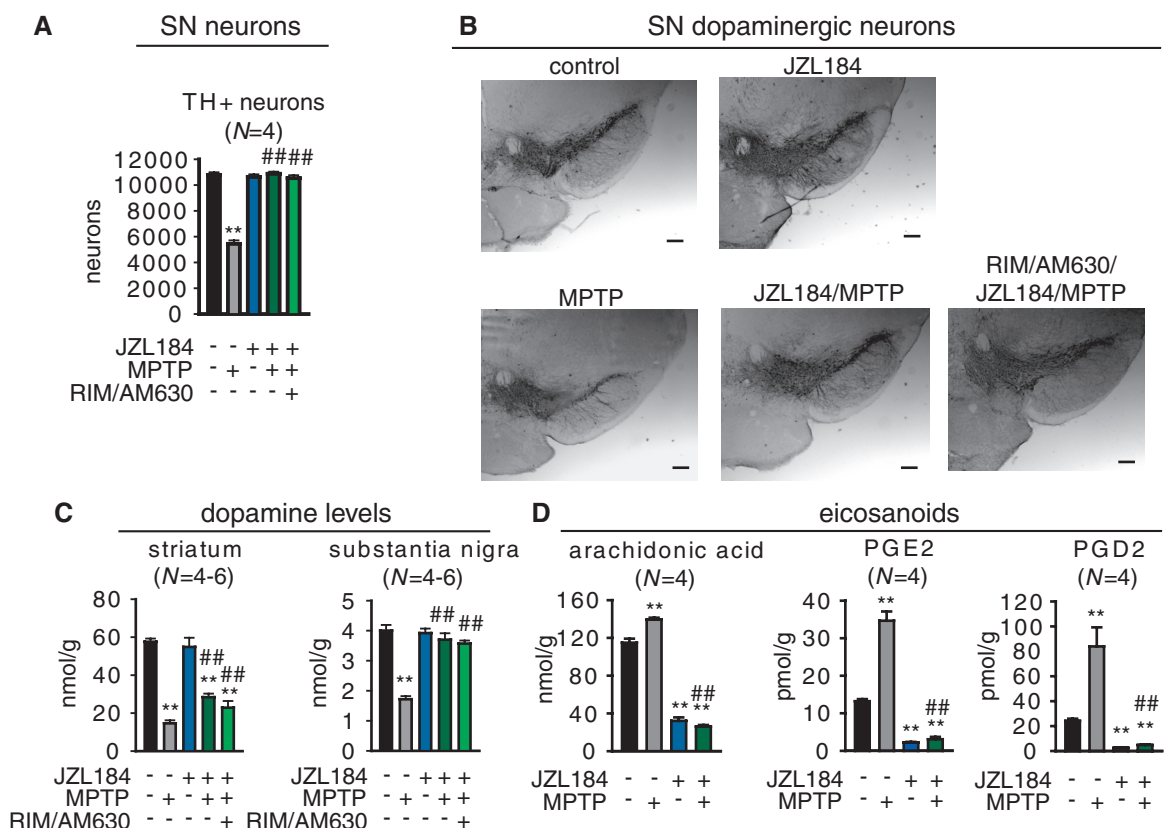 A
SN neurons
TH+ neurons
(N=4)
##
##
12000
10000
8000
6000
4000
2000
0
neurons
**
JZL184 - - + + +
MPTP - + - + +
RIM/AM630 - - - - +
B
SN dopaminergic neurons
control
JZL184
MPTP
JZL184/MPTP
RIM/AM630/
JZL184/MPTP
C
dopamine levels
striatum
(N=4-6)
80
60
40
20
0
nmol/g
**
##
**
##
**
JZL184 - - + + +
MPTP - + - + +
RIM/AM630 - - - - +
substantia nigra
(N=4-6)
5
4
3
2
1
0
nmol/g
**
##
##
JZL184 - - + + +
MPTP - + - + +
RIM/AM630 - - - - +
D
eicosanoids
arachidonic acid
(N=4)
160
120
80
40
0
nmol/g
**
**
##
**
JZL184 - - + +
MPTP - + - +
PGE2
(N=4)
40
30
20
10
0
pmol/g
**
**
##
**
JZL184 - - + +
MPTP - + - +
PGD2
(N=4)
120
100
80
60
40
20
0
pmol/g
**
**
##
**
JZL184 - - + +
MPTP - + - +